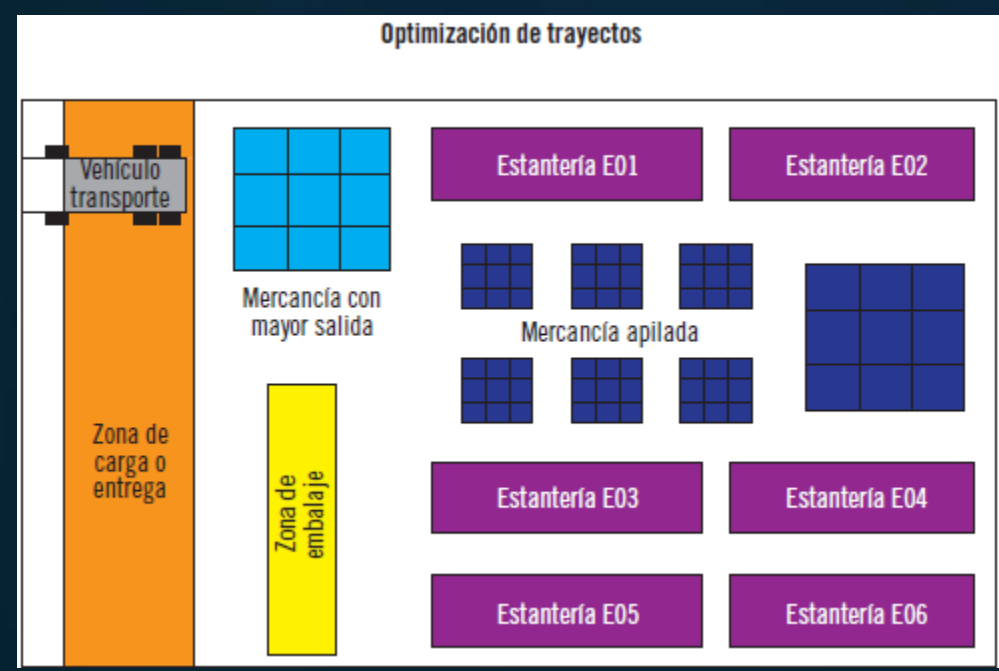 Optimización de trayectos
Vehículo
transporte
Estantería E01
Estantería E02
Mercancía con
mayor salida
Mercancía apilada
Zona de
carga o
entrega
Zona de
embalaje
Estantería E03
Estantería E04
Estantería E05
Estantería E06